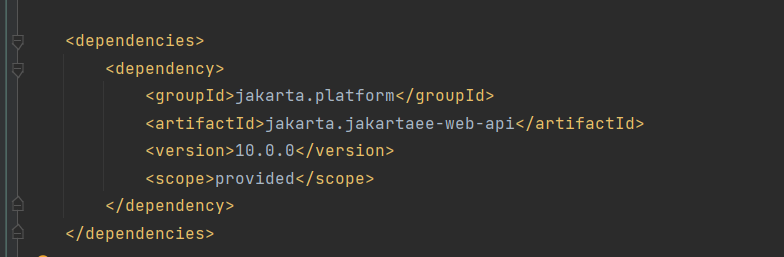 <dependencies>
<dependency>
<groupId>jakarta.platform</groupId>
<artifactId>jakarta.jakartaee-web-api</artifactId>
<version>10.0.0</version>
<scope>provided</scope>
</dependency>
</dependencies>